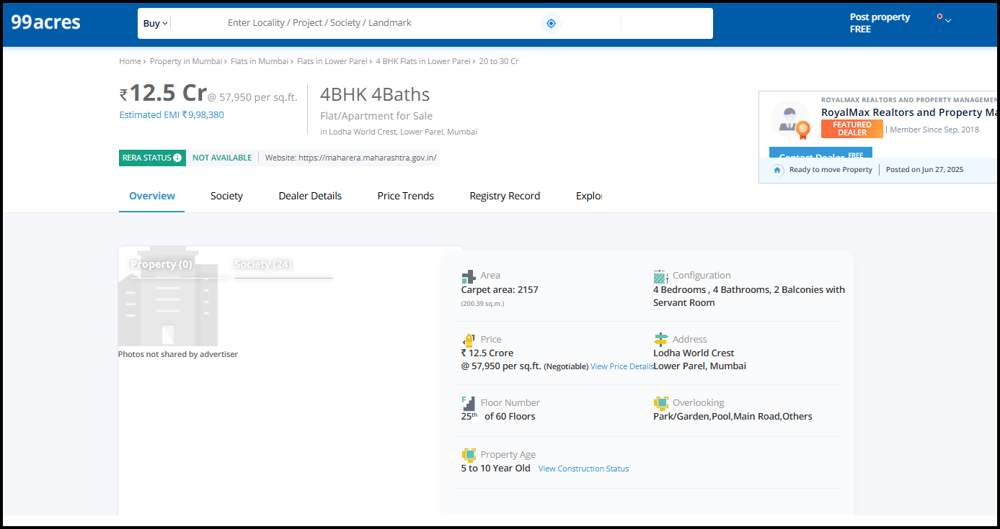 99acres
Buy
Enter Locality / Project / Society / Landmark
Post property
FREE
Home › Property in Mumbai › Flats in Mumbai › Flats in Lower Parel › 4 BHK Flats in Lower Parel › 20 to 30 Cr
₹12.5 Cr@ 57,950 per sq.ft.
Estimated EMI ₹9,98,380
4BHK 4Baths
Flat/Apartment for Sale
in Lodha World Crest, Lower Parel, Mumbai
ROYALMAX REALTORS AND PROPERTY MANAGEMEN
RoyalMax Realtors and Property Ma
FEATURED
DEALER
Member Since Sep, 2018
Contact Dealer FREE
Ready to move Property
Posted on Jun 27, 2025
RERA STATUS NOT AVAILABLE Website: https://maharera.maharashtra.gov.in/
Overview Society Dealer Details Price Trends Registry Record Explo
Property (0) Society (24)
Photos not shared by advertiser
Area
Carpet area: 2157
(200.39 sq.m.)
Configuration
4 Bedrooms , 4 Bathrooms, 2 Balconies with
Servant Room
Price
₹ 12.5 Crore
@ 57,950 per sq.ft. (Negotiable) View Price Details
Address
Lodha World Crest
Lower Parel, Mumbai
Floor Number
25th of 60 Floors
Overlooking
Park/Garden,Pool,Main Road,Others
Property Age
5 to 10 Year Old View Construction Status